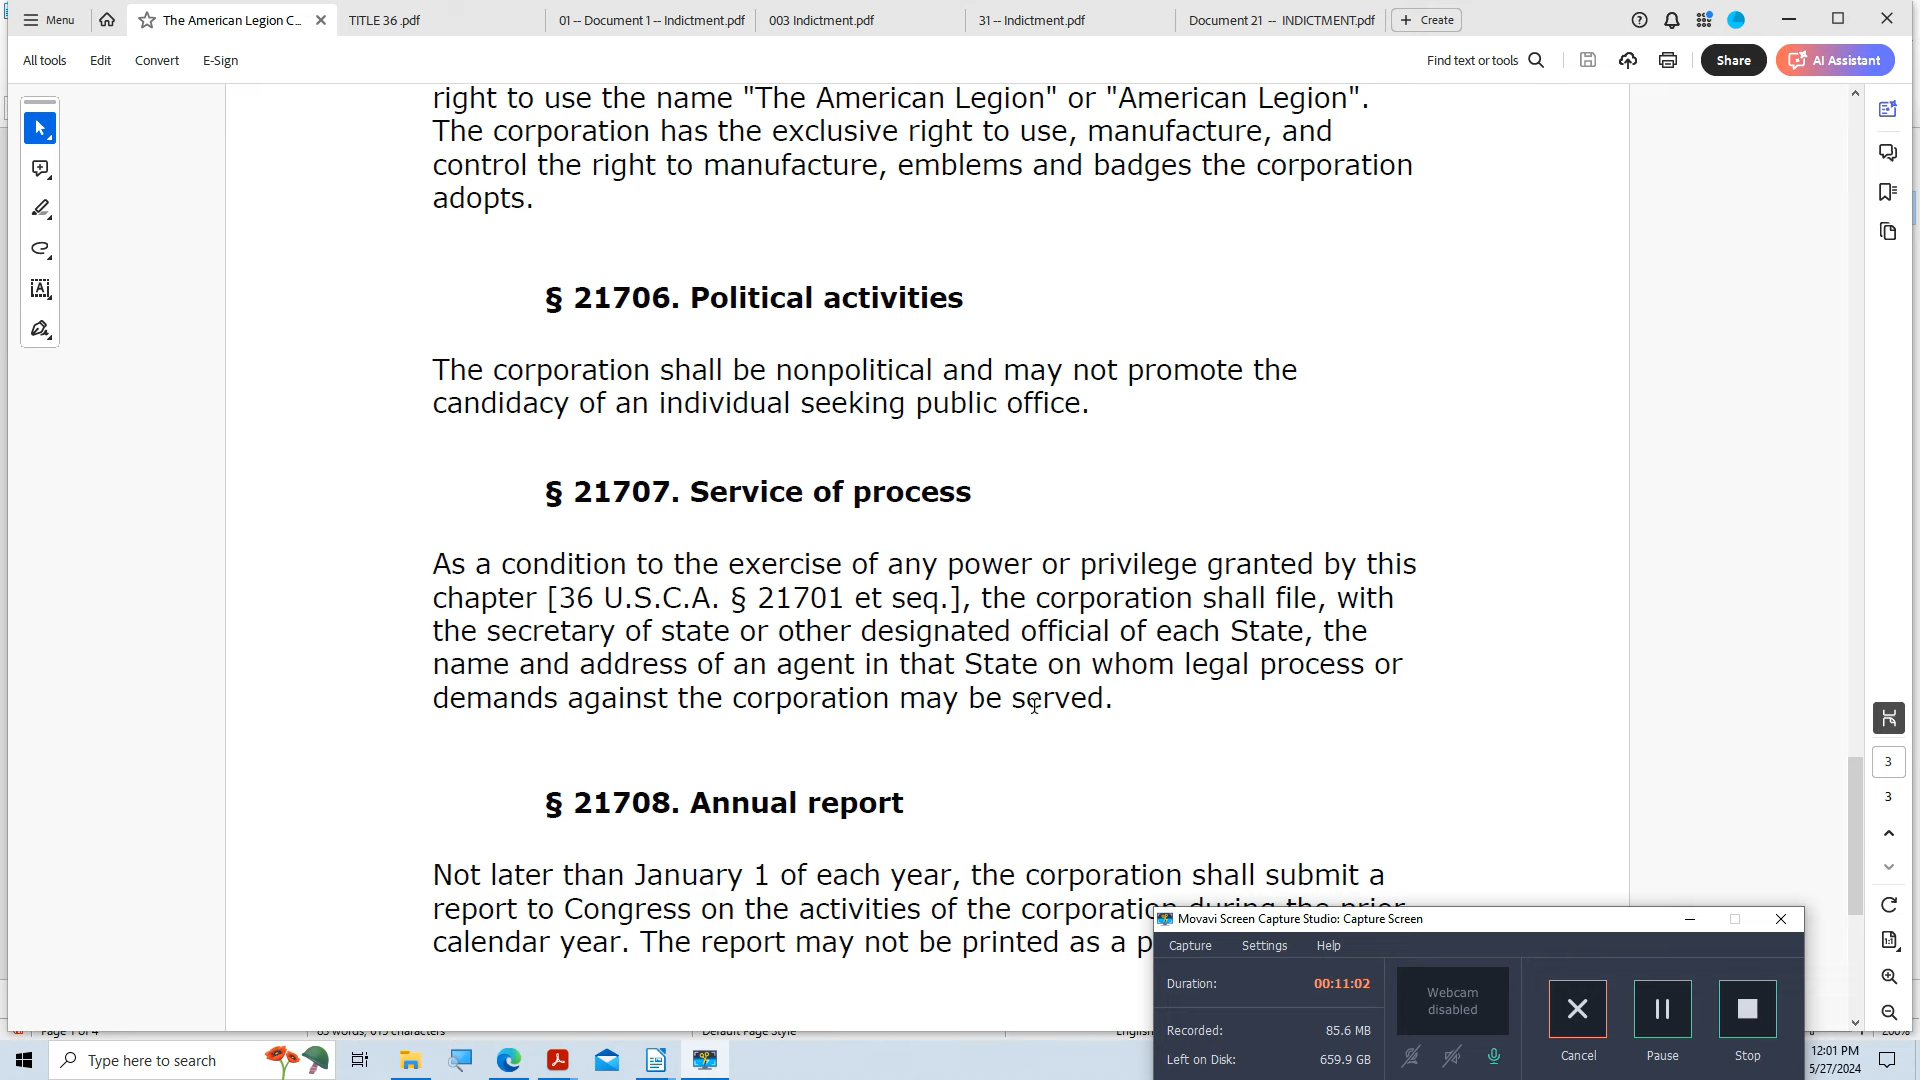 Menu
The American Legion C...
TITLE 36 .pdf
01 -- Document 1 -- Indictment.pdf
003 Indictment.pdf
31 -- Indictment.pdf
Document 21 -- INDICTMENT.pdf
Create
All tools
Edit
Convert
E-Sign
Find text or tools
Share
AI Assistant
right to use the name "The American Legion" or "American Legion".
The corporation has the exclusive right to use, manufacture, and
control the right to manufacture, emblems and badges the corporation
adopts.
§ 21706. Political activities
The corporation shall be nonpolitical and may not promote the
candidacy of an individual seeking public office.
§ 21707. Service of process
As a condition to the exercise of any power or privilege granted by this
chapter [36 U.S.C.A. § 21701 et seq.], the corporation shall file, with
the secretary of state or other designated official of each State, the
name and address of an agent in that State on whom legal process or
demands against the corporation may be served.
§ 21708. Annual report
Not later than January 1 of each year, the corporation shall submit a
report to Congress on the activities of the corporation during the prior
calendar year. The report may not be printed as a p
3
3
Movavi Screen Capture Studio: Capture Screen
Capture
Settings
Help
Duration:
00:11:02
Webcam
disabled
Recorded:
85.6 MB
Left on Disk:
659.9 GB
Cancel
Pause
Stop
Type here to search
12:01 PM
5/27/2024